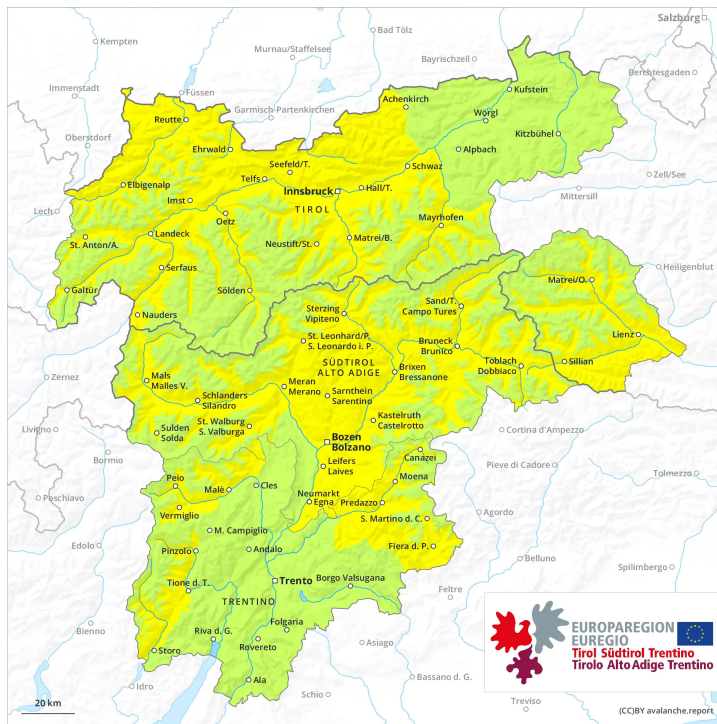 Salzburg
Kempten
Bad Tölz
Murnau/Staffelsee
Bayrischzell
Berchtesgaden
Immenstadt
Füssen
Garmisch-Partenkirchen
Achenkirch
Kufstein
Reutte
Wörgl
Oberstdorf
Kitzbühel
Ehrwald
Alpbach
Seefeld/T.
Schwaz
Telfs
Zell/See
Elbigenalp
Innsbruck
Hall/T.
Mittersill
Imst
TIROL
Lech
Oetz
Mayrhofen
Landeck
Neustift/St.
Matrei/B.
St. Anton/A.
Serfaus
Heiligenblut
Matrei/O.
Galtür
Sölden
Sand/T.
Campo Tures
Nauders
Sterzing
Vipiteno
Lienz
St. Leonhard/P.
S. Leonardo i. P.
Bruneck
Brunico
Toblach
Dobbiaco
Sillian
SÜDTIROL
ALTO ADIGE
Brixen
Bressanone
Mals
Malles V.
Meran
Merano
Zernez
Schlanders
Silandro
Sarnthein
Sarentino
St. Walburg
S. Valburga
Kastelruth
Castelrotto
Sulden
Solda
Livigno
Cortina d'Ampezzo
Bozen
Bolzano
Bormio
Canazei
Leifers
Laives
Pieve di Cadore
Tolmezzo
Peio
Moena
Poschiavo
Malè
Cles
Neumarkt
Egna
Predazzo
Vermiglio
Agordo
S. Martino d. C.
M. Campiglio
Edolo
Pinzolo
Andalo
Fiera d. P.
Belluno
Spilimbergo
Tione d. T.
Trento
Borgo Valsugana
Feltre
TRENTINO
Folgaria
Bienno
Riva d. G.
Rovereto
Asiago
Storo
Bassano d. G.
Idro
Ala
Schio
Treviso
EUROPAREGION
EUREGIO
Tirol Südtirol Trentino
Tirolo Alto Adige Trentino
20 km
(CC)BY avalanche.report